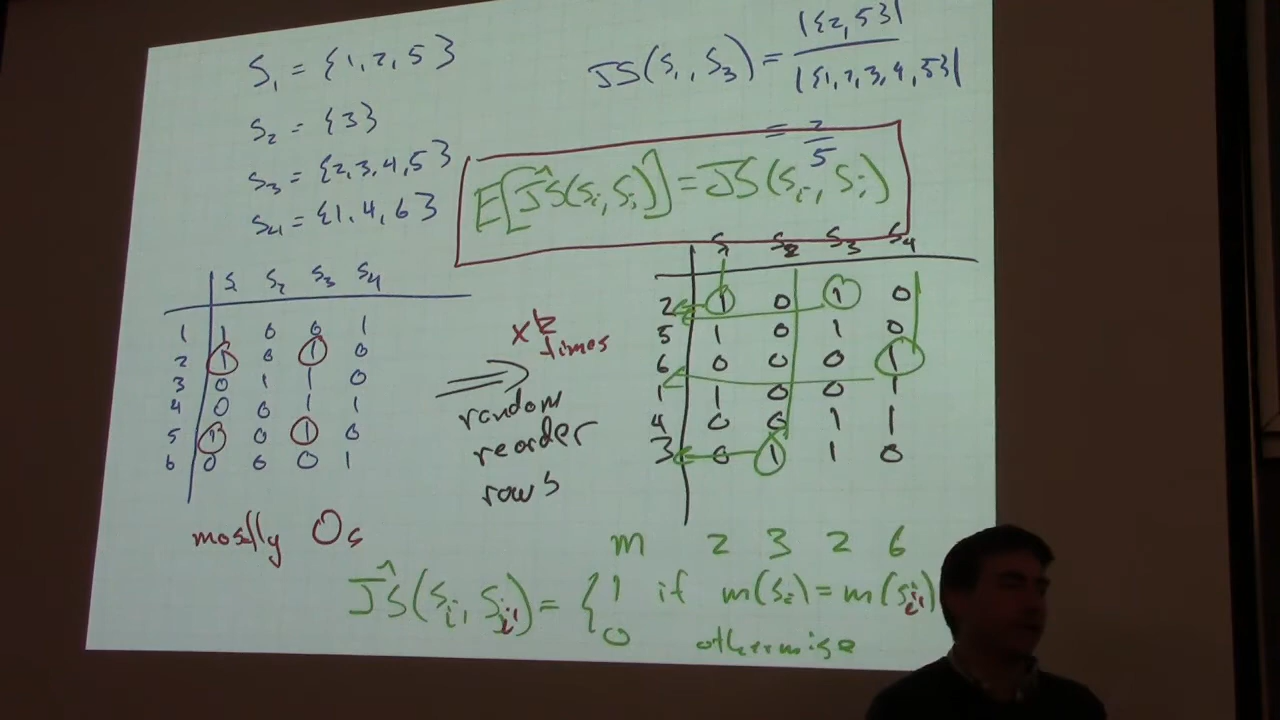 S₁ = {1, 2, 5}
S₂ = {3}
S₃ = {2, 3, 4, 5}
S₄ = {1, 4, 6}
JS(S₁, S₃) = |{2, 5}| / |{1, 2, 3, 4, 5}|
= 2/5
E[ĴS(Sᵢ, Sᵢ)] = JS(Sᵢ, Sᵢ)
S₁ S₂ S₃ S₄
1 1 0 0 1
2 1 0 1 0
3 0 1 1 0
4 0 0 1 1
5 1 0 1 0
6 0 0 0 1
mostly 0s
x k
times
random
reorder
rows
S₁ S₂ S₃ S₄
2 1 0 1 0
5 1 0 1 0
6 0 0 0 1
1 1 0 0 1
4 0 0 1 1
3 0 1 1 0
m 2 3 2 6
ĴS(Sᵢ, Sᵢ') = { 1 if m(Sᵢ) = m(Sᵢ')
0 otherwise